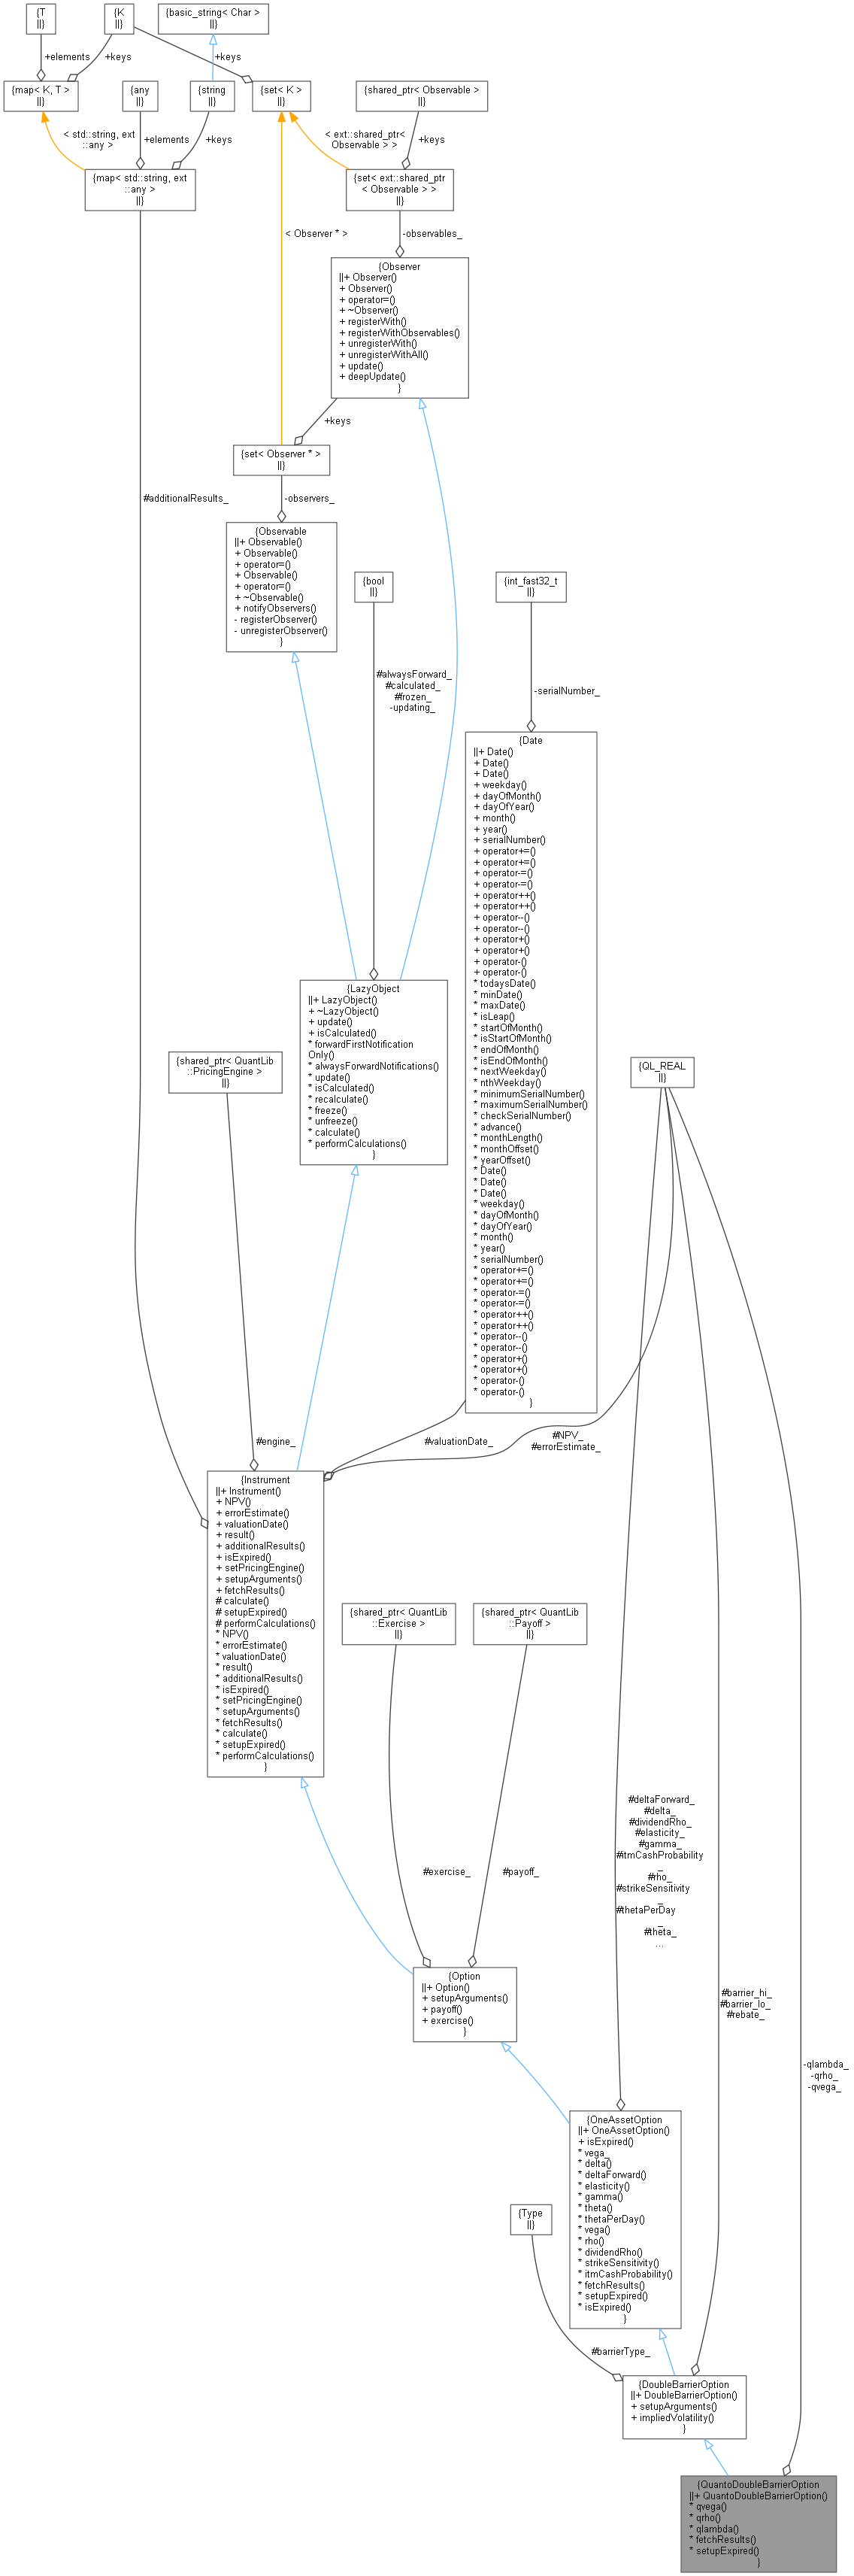 {T
||}
{K
||}
{basic_string< Char >
||}
+elements
+keys
+keys
{map< K, T >
||}
{any
||}
{string
||}
{set< K >
||}
{shared_ptr< Observable >
||}
< std::string, ext
::any >
+elements
+keys
< ext::shared_ptr<
Observable > >
+keys
{map< std::string, ext
::any >
||}
{set< ext::shared_ptr
< Observable > >
||}
< Observer * >
-observables_
{Observer
||+ Observer()
+ Observer()
+ operator=()
+ ~Observer()
+ registerWith()
+ registerWithObservables()
+ unregisterWith()
+ unregisterWithAll()
+ update()
+ deepUpdate()
}
+keys
{set< Observer * >
||}
#additionalResults_
-observers_
{Observable
||+ Observable()
+ Observable()
+ operator=()
+ Observable()
+ operator=()
+ ~Observable()
+ notifyObservers()
- registerObserver()
- unregisterObserver()
}
{bool
||}
{int_fast32_t
||}
#alwaysForward_
#calculated_
#frozen_
-updating_
-serialNumber_
{Date
||+ Date()
+ Date()
+ Date()
+ weekday()
+ dayOfMonth()
+ dayOfYear()
+ month()
+ year()
+ serialNumber()
+ operator+=()
+ operator+=()
+ operator-=()
+ operator-=()
+ operator++()
+ operator++()
+ operator--()
+ operator--()
+ operator+()
+ operator+()
+ operator-()
+ operator-()
* todaysDate()
* minDate()
* maxDate()
* isLeap()
* startOfMonth()
* isStartOfMonth()
* endOfMonth()
* isEndOfMonth()
* nextWeekday()
* nthWeekday()
* minimumSerialNumber()
* maximumSerialNumber()
* checkSerialNumber()
* advance()
* monthLength()
* monthOffset()
* yearOffset()
* Date()
* Date()
* Date()
* weekday()
* dayOfMonth()
* dayOfYear()
* month()
* year()
* serialNumber()
* operator+=()
* operator+=()
* operator-=()
* operator-=()
* operator++()
* operator++()
* operator--()
* operator--()
* operator+()
* operator+()
* operator-()
* operator-()
}
{LazyObject
||+ LazyObject()
+ ~LazyObject()
+ update()
+ isCalculated()
* forwardFirstNotification
Only()
* alwaysForwardNotifications()
* update()
* isCalculated()
* recalculate()
* freeze()
* unfreeze()
* calculate()
* performCalculations()
}
{shared_ptr< QuantLib
::PricingEngine >
||}
{QL_REAL
||}
#engine_
#valuationDate_
#NPV_
#errorEstimate_
{Instrument
||+ Instrument()
+ NPV()
+ errorEstimate()
+ valuationDate()
+ result()
+ additionalResults()
+ isExpired()
+ setPricingEngine()
+ setupArguments()
+ fetchResults()
# calculate()
# setupExpired()
# performCalculations()
* NPV()
* errorEstimate()
* valuationDate()
* result()
* additionalResults()
* isExpired()
* setPricingEngine()
* setupArguments()
* fetchResults()
* calculate()
* setupExpired()
* performCalculations()
}
{shared_ptr< QuantLib
::Exercise >
||}
{shared_ptr< QuantLib
::Payoff >
||}
#exercise_
#payoff_
#deltaForward_
#delta_
#dividendRho_
#elasticity_
#gamma_
#itmCashProbability
_
#rho_
#strikeSensitivity
_
#thetaPerDay
_
#theta_
...
{Option
||+ Option()
+ setupArguments()
+ payoff()
+ exercise()
}
#barrier_hi_
#barrier_lo_
#rebate_
-qlambda_
-qrho_
-qvega_
{OneAssetOption
||+ OneAssetOption()
+ isExpired()
* vega_
* delta()
* deltaForward()
* elasticity()
* gamma()
* theta()
* thetaPerDay()
* vega()
* rho()
* dividendRho()
* strikeSensitivity()
* itmCashProbability()
* fetchResults()
* setupExpired()
* isExpired()
}
{Type
||}
#barrierType_
{DoubleBarrierOption
||+ DoubleBarrierOption()
+ setupArguments()
+ impliedVolatility()
}
{QuantoDoubleBarrierOption
||+ QuantoDoubleBarrierOption()
* qvega()
* qrho()
* qlambda()
* fetchResults()
* setupExpired()
}